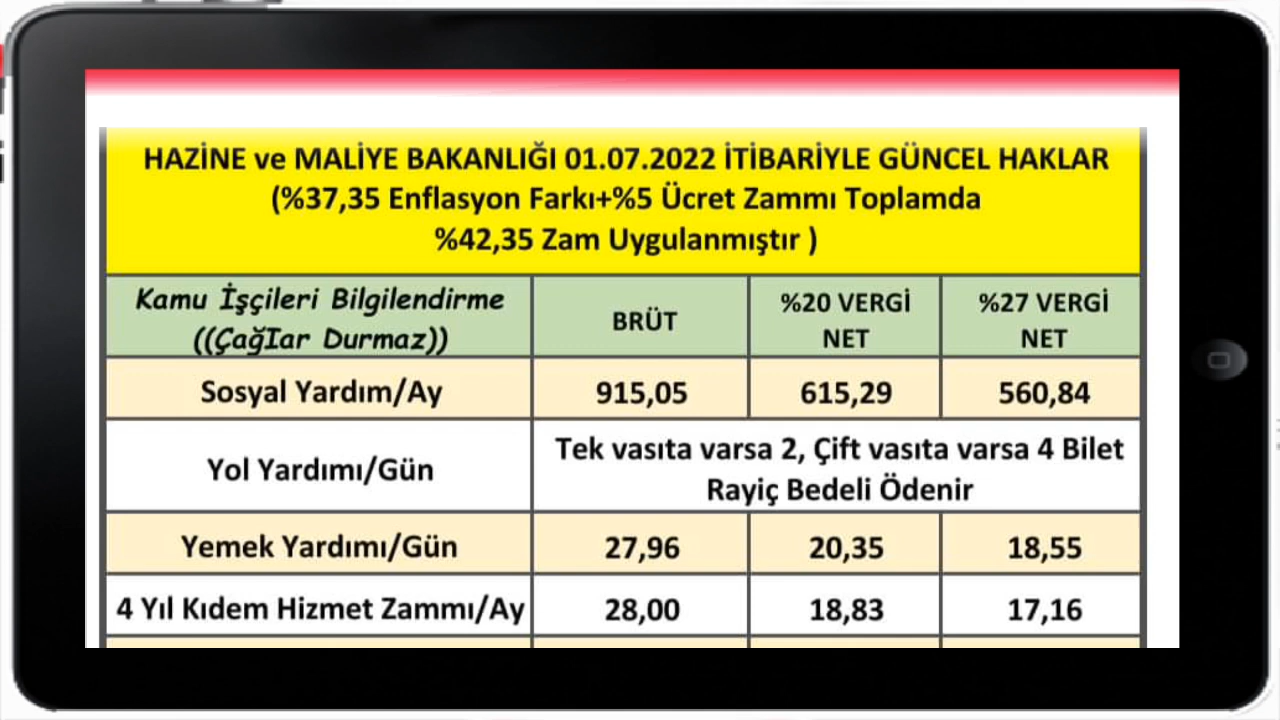 HAZİNE ve MALİYE BAKANLIĞI 01.07.2022 İTİBARİYLE GÜNCEL HAKLAR
(%37,35 Enflasyon Farkı+%5 Ücret Zammı Toplamda
%42,35 Zam Uygulanmıştır )
Kamu İşçileri Bilgilendirme
((Çağlar Durmaz))
BRÜT
%20 VERGİ
NET
%27 VERGİ
NET
Sosyal Yardım/Ay 915,05 615,29 560,84
Yol Yardımı/Gün
Tek vasıta varsa 2, Çift vasıta varsa 4 Bilet
Rayiç Bedeli Ödenir
Yemek Yardımı/Gün 27,96 20,35 18,55
4 Yıl Kıdem Hizmet Zammı/Ay 28,00 18,83 17,16